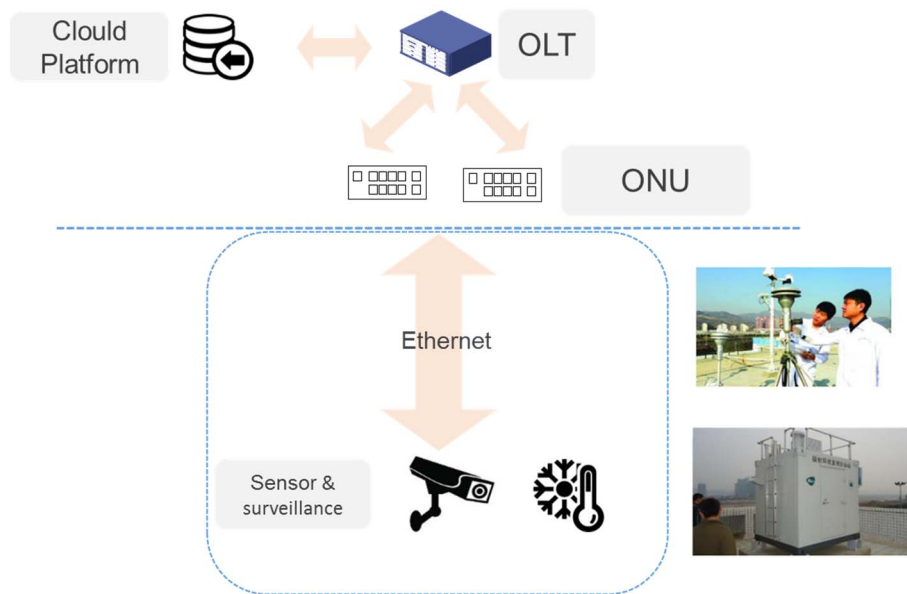 Clould
Platform
OLT
ONU
Ethernet
Sensor &
surveillance